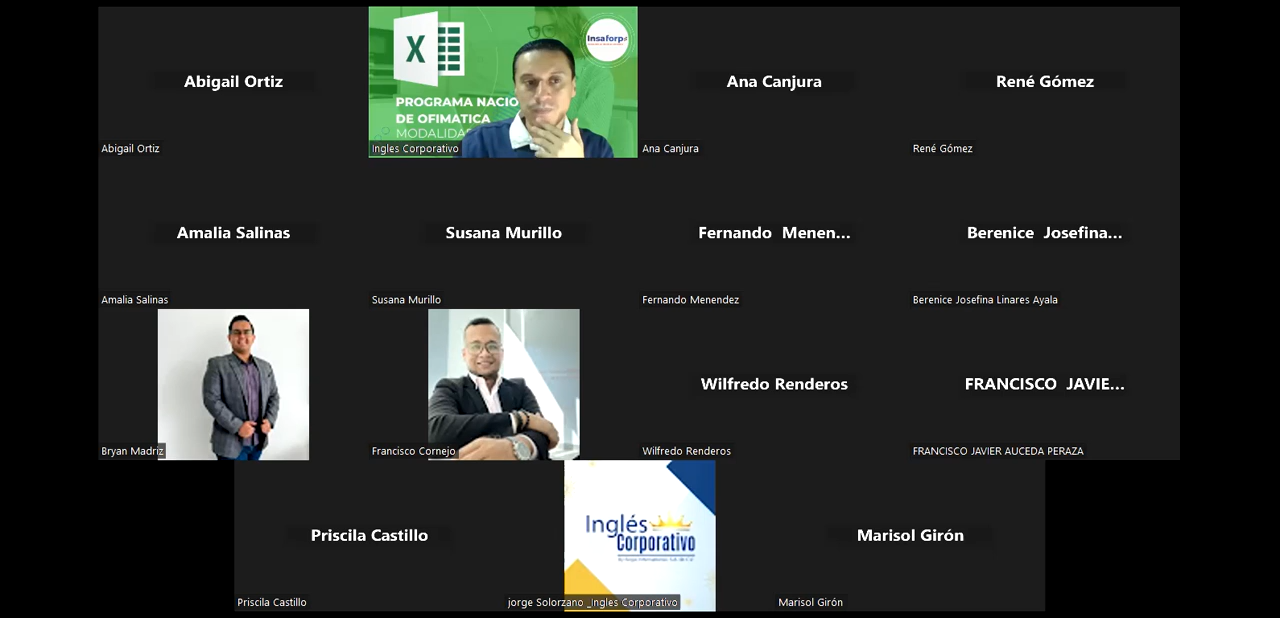 Abigail Ortiz
Abigail Ortiz
X
Insaforp
PROGRAMA NACIO
DE OFIMATICA
MODALIDA
Ingles Corporativo
Ana Canjura
Ana Canjura
René Gómez
René Gómez
Amalia Salinas
Amalia Salinas
Susana Murillo
Susana Murillo
Fernando Menen...
Fernando Menendez
Berenice Josefina...
Berenice Josefina Linares Ayala
Bryan Madriz
Francisco Cornejo
Wilfredo Renderos
Wilfredo Renderos
FRANCISCO JAVIE...
FRANCISCO JAVIER AUCEDA PERAZA
Priscila Castillo
Priscila Castillo
Inglés
Corporativo
jorge Solorzano _Ingles Corporativo
Marisol Girón
Marisol Girón